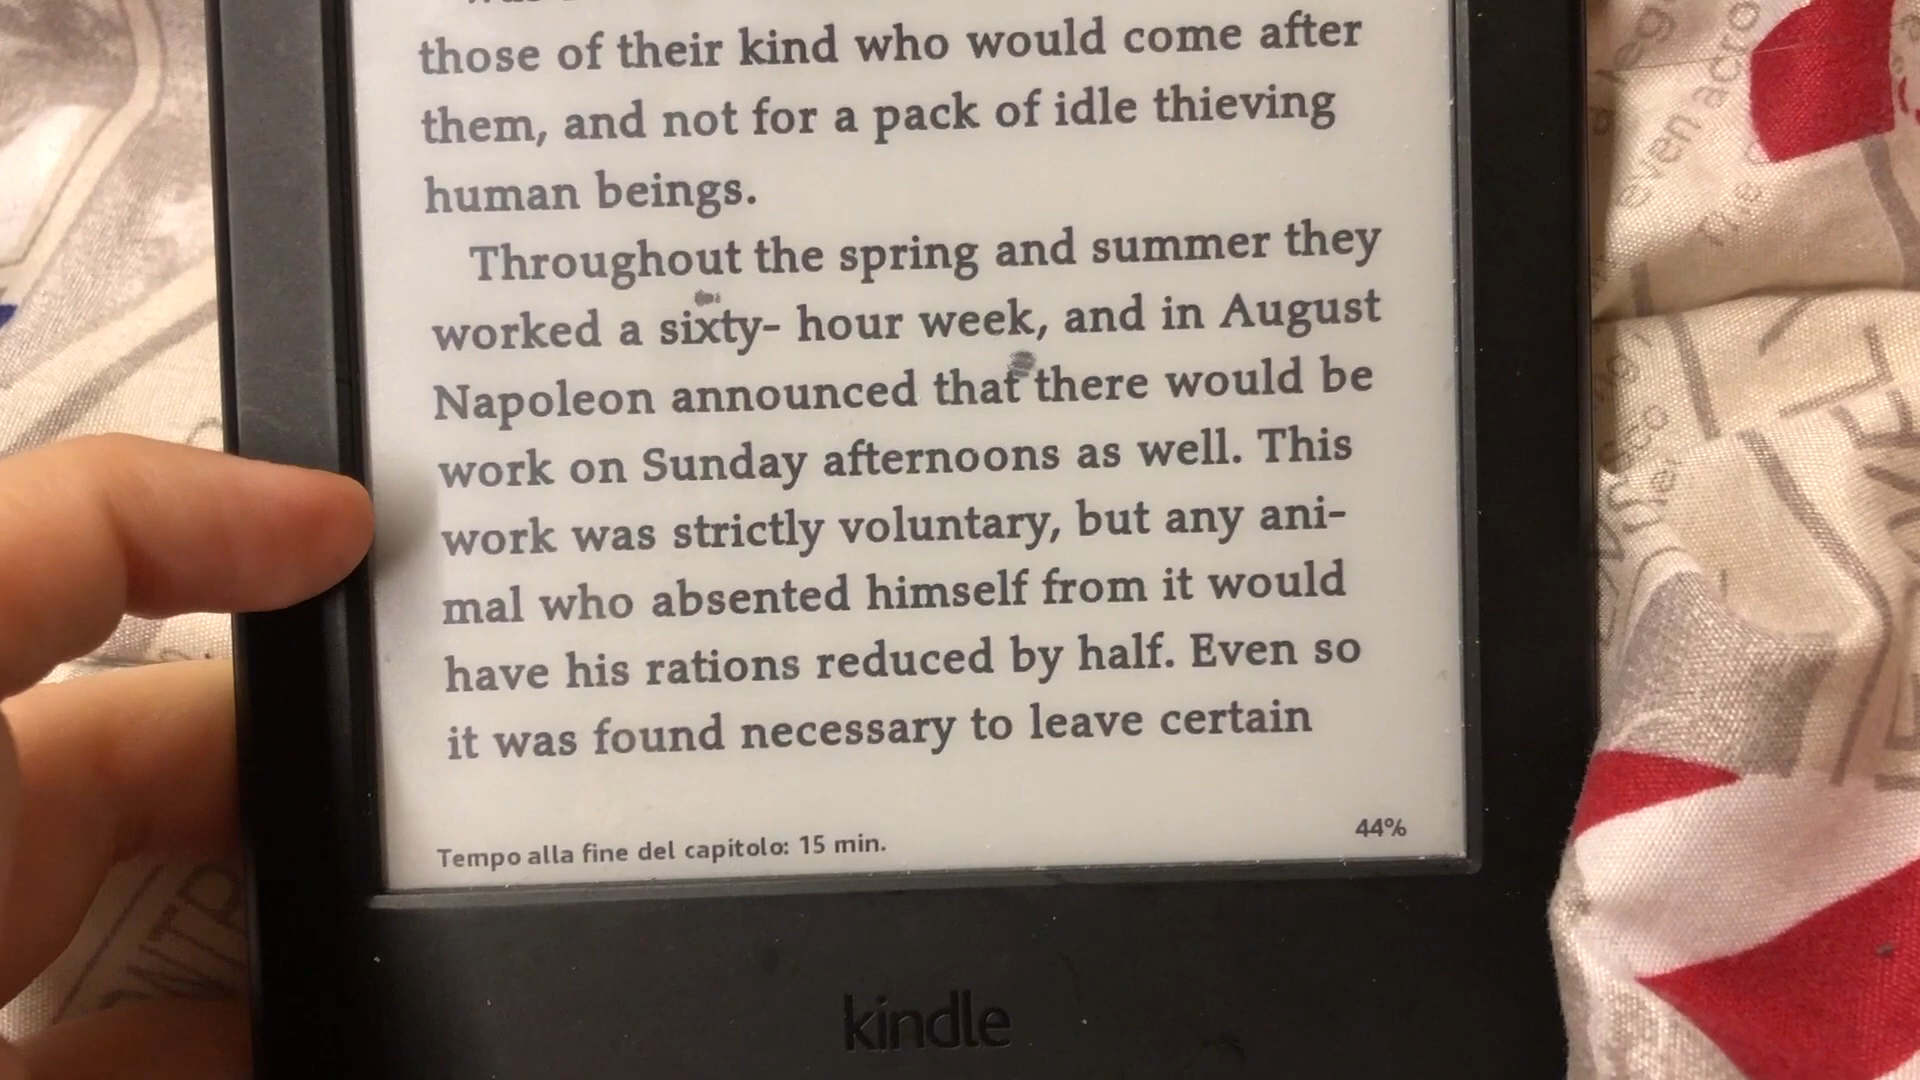 those of their kind who would come after
them, and not for a pack of idle thieving
human beings.
Throughout the spring and summer they
worked a sixty- hour week, and in August
Napoleon announced that there would be
work on Sunday afternoons as well. This
work was strictly voluntary, but any ani-
mal who absented himself from it would
have his rations reduced by half. Even so
it was found necessary to leave certain
Tempo alla fine del capitolo: 15 min.
44%
kindle
even acro